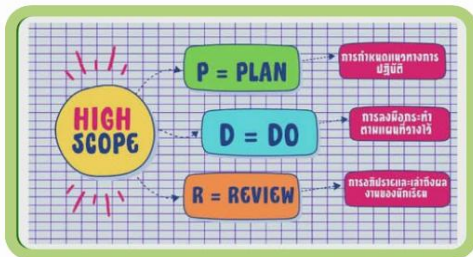 HIGH
SCOPE
P = PLAN
การกำหนดแนวทางการ
ปฏิบัติ
D = DO
การลงมือกระทำ
ตามแผนที่วางไว้
R = REVIEW
การอภิปรายและเล่าถึงผล
งานของนักเรียน